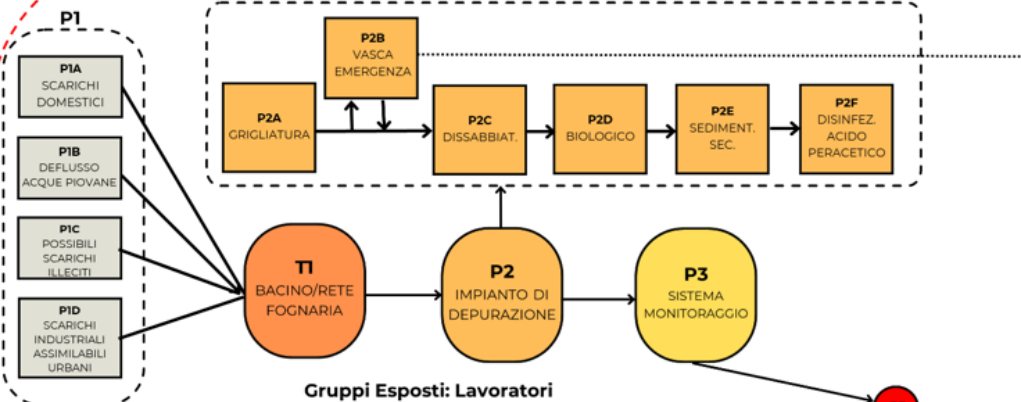 P1
P1A
SCARICHI
DOMESTICI
P1B
DEFLUSSO
ACQUE PIOVANE
P1C
POSSIBILI
SCARICHI
ILLECITI
P1D
SCARICHI
INDUSTRIALI
ASSIMILABILI
URBANI
P2A
GRIGLIATURA
P2B
VASCA
EMERGENZA
P2C
DISSABBIAT.
P2D
BIOLOGICO
P2E
SEDIMENT.
SEC.
P2F
DISINFEZ.
ACIDO
PERACETICO
T1
BACINO/RETE
FOGNARIA
P2
IMPIANTO DI
DEPURAZIONE
P3
SISTEMA
MONITORAGGIO
Gruppi Esposti: Lavoratori